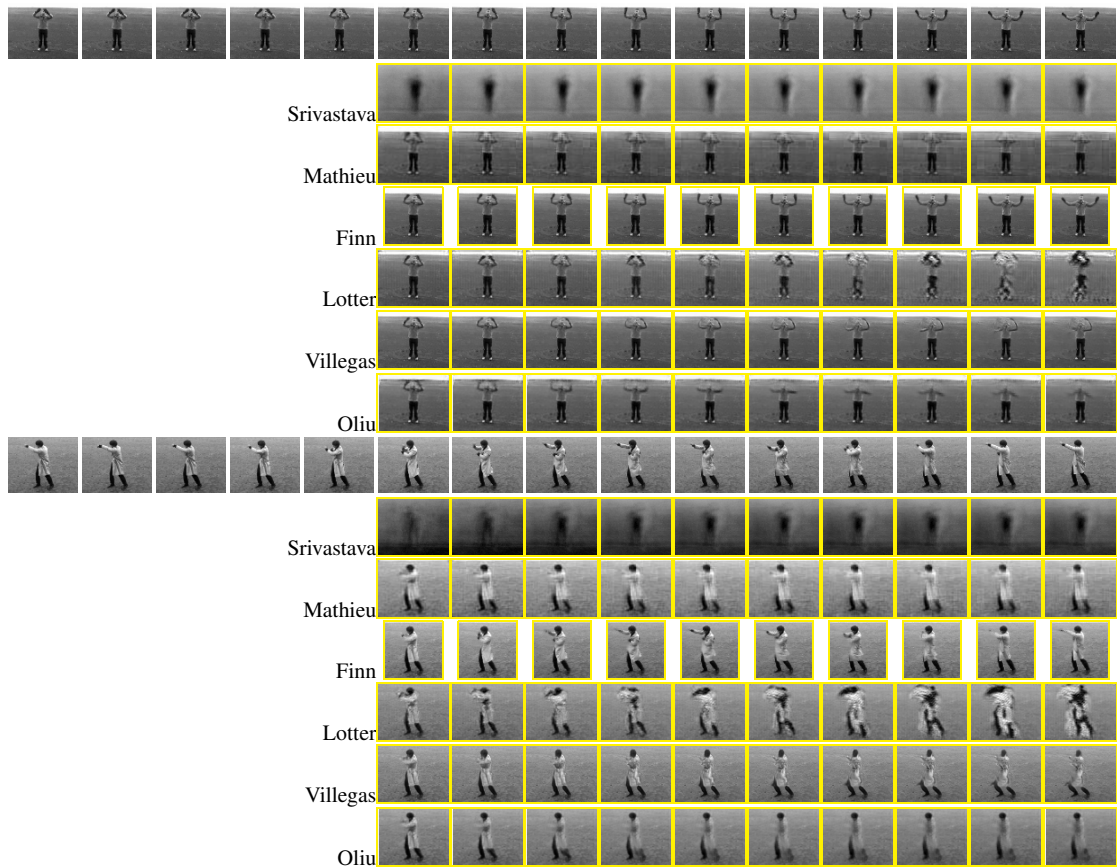 Srivastava
Mathieu
Finn
Lotter
Villegas
Oliu
Srivastava
Mathieu
Finn
Lotter
Villegas
Oliu